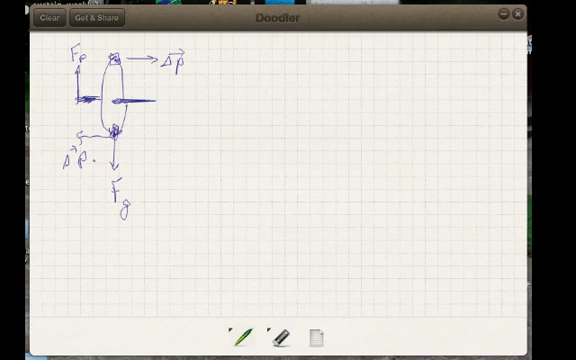 Clear
Get & Share
Doodler
Fp
Δp
Δp
Fg